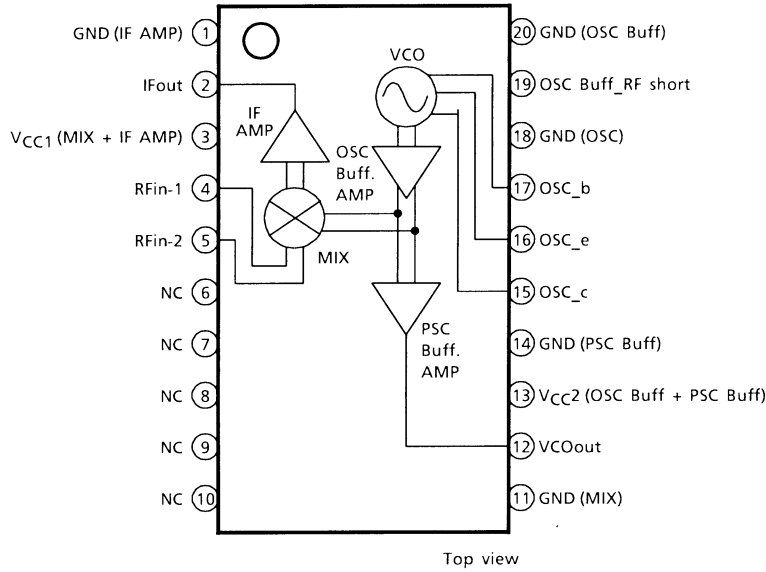 GND (IF AMP) 1
IFout 2
VCC1 (MIX + IF AMP) 3
RFin-1 4
RFin-2 5
NC 6
NC 7
NC 8
NC 9
NC 10
VCO
IF
AMP
OSC
Buff.
AMP
MIX
PSC
Buff.
AMP
20 GND (OSC Buff)
19 OSC Buff_RF short
18 GND (OSC)
17 OSC_b
16 OSC_e
15 OSC_c
14 GND (PSC Buff)
13 VCC2 (OSC Buff + PSC Buff)
12 VCOout
11 GND (MIX)
Top view